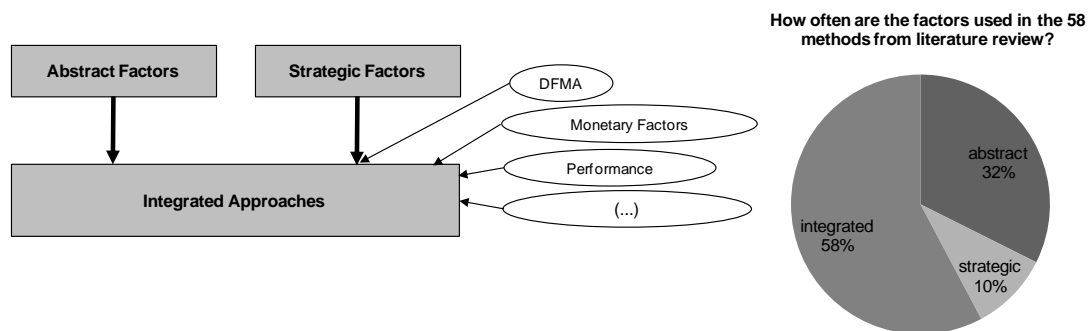 How often are the factors used in the 58
methods from literature review?
Abstract Factors
Strategic Factors
DFMA
Monetary Factors
Performance
(...)
Integrated Approaches
abstract
32%
integrated
58%
strategic
10%